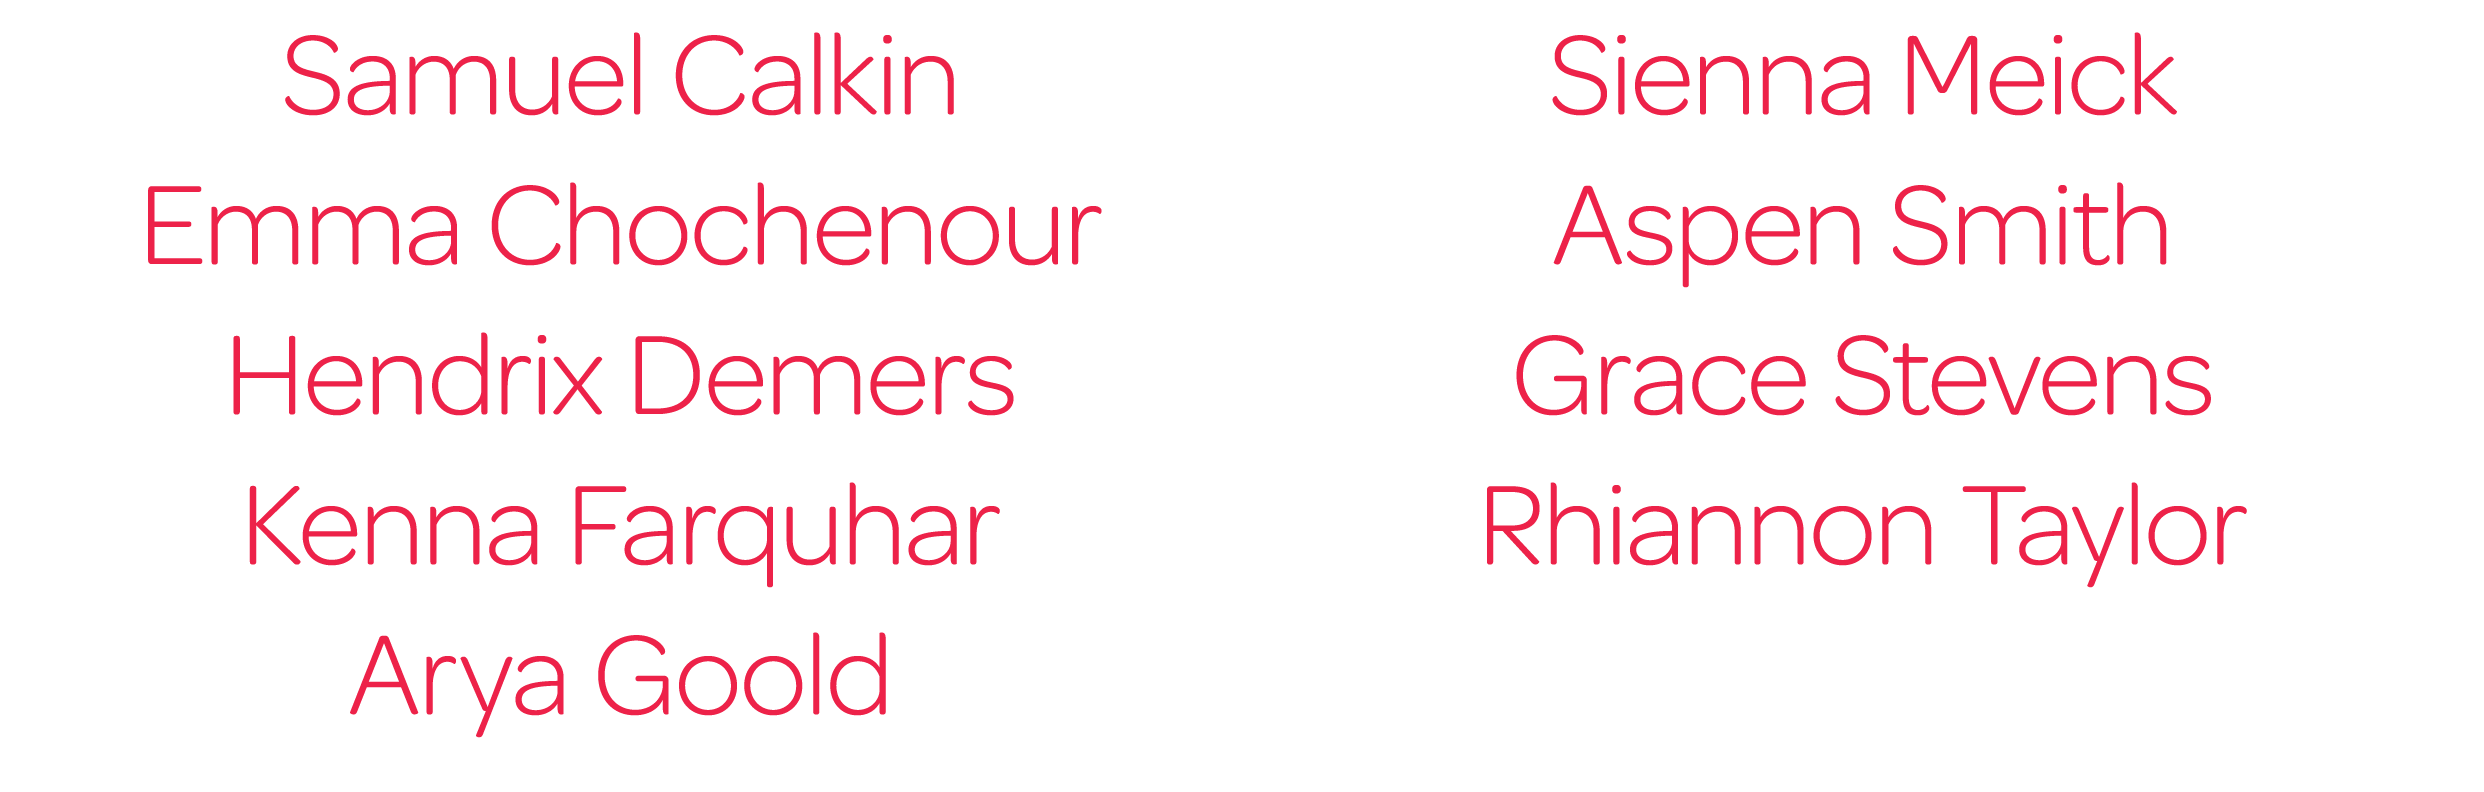 Samuel Calkin
Emma Chochenour
Hendrix Demers
Kenna Farquhar
Arya Goold
Sienna Meick
Aspen Smith
Grace Stevens
Rhiannon Taylor